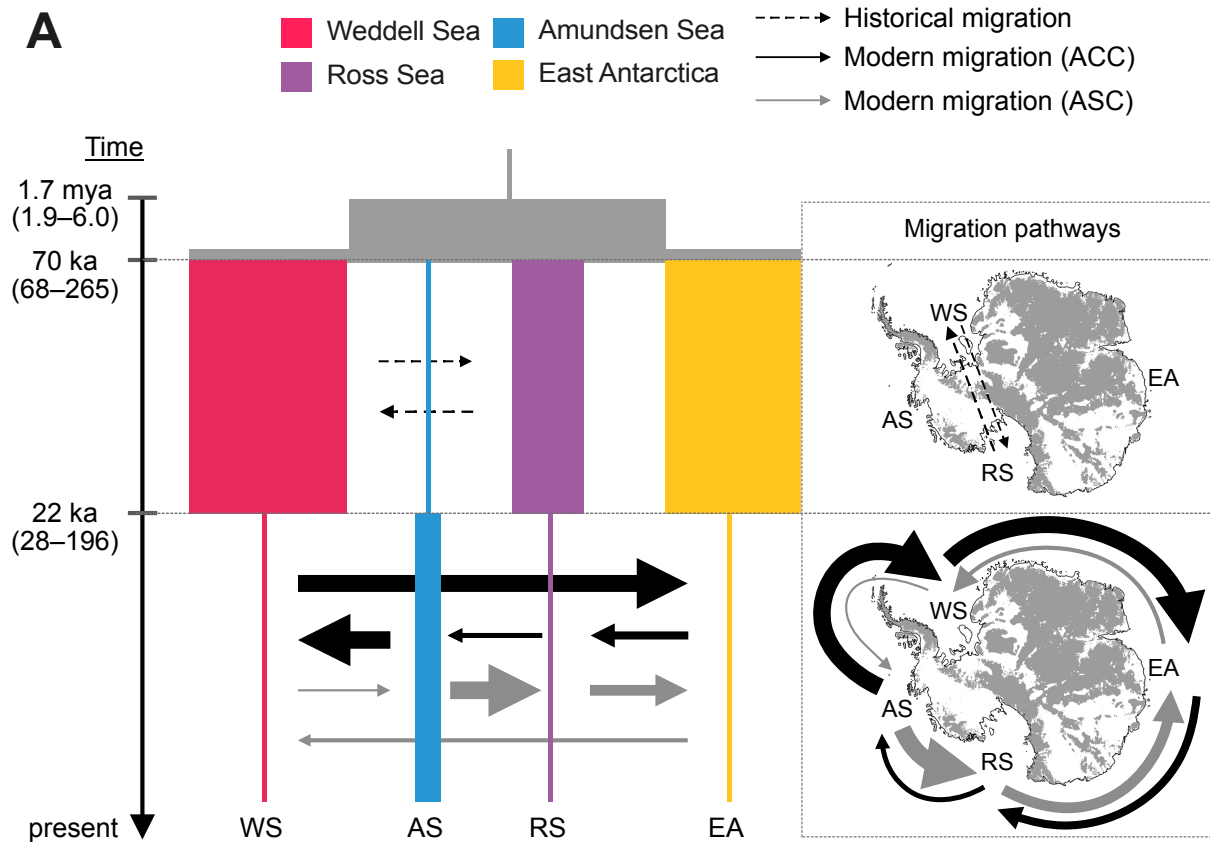 A
Weddell Sea
Amundsen Sea
Ross Sea
East Antarctica
Historical migration
Modern migration (ACC)
Modern migration (ASC)
Time
1.7 mya
(1.9–6.0)
70 ka
(68–265)
22 ka
(28–196)
present
WS
AS
RS
EA
Migration pathways
WS
EA
AS
RS
WS
EA
AS
RS